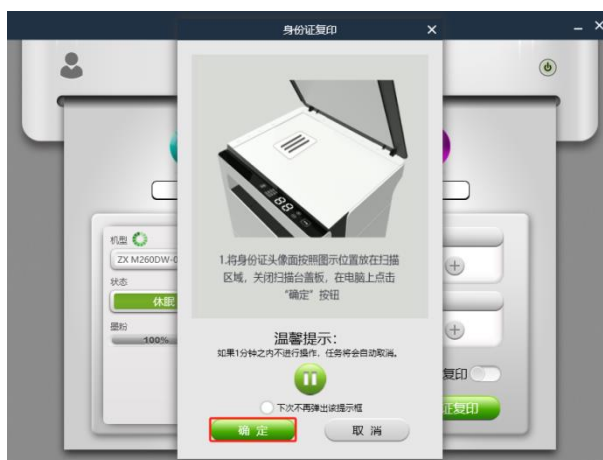 身份证复印
机型
ZX M260DW-0
状态
休眠
墨粉
100%
88
1.将身份证头像面按照图示位置放在扫描
区域，关闭扫描台盖板，在电脑上点击
“确定”按钮
温馨提示：
如果1分钟之内不进行操作，任务将会自动取消。
下次不再弹出该提示框
确 定
取 消
复印
证复印